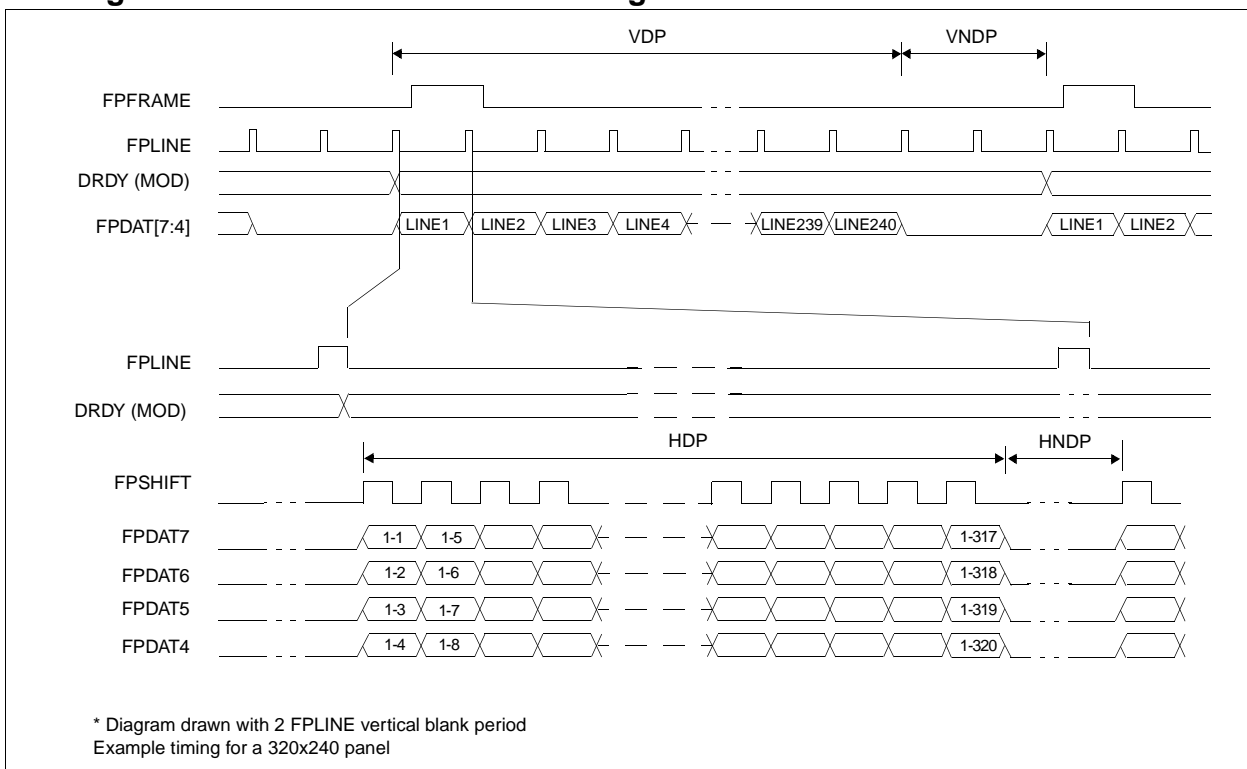 VDP VNDP
FPFRAME
FPLINE
DRDY (MOD)
FPDAT[7:4] LINE1 LINE2 LINE3 LINE4 LINE239 LINE240 LINE1 LINE2
FPLINE
DRDY (MOD)
HDP HNDP
FPSHIFT
FPDAT7 1-1 1-5 1-317
FPDAT6 1-2 1-6 1-318
FPDAT5 1-3 1-7 1-319
FPDAT4 1-4 1-8 1-320
* Diagram drawn with 2 FPLINE vertical blank period
Example timing for a 320x240 panel